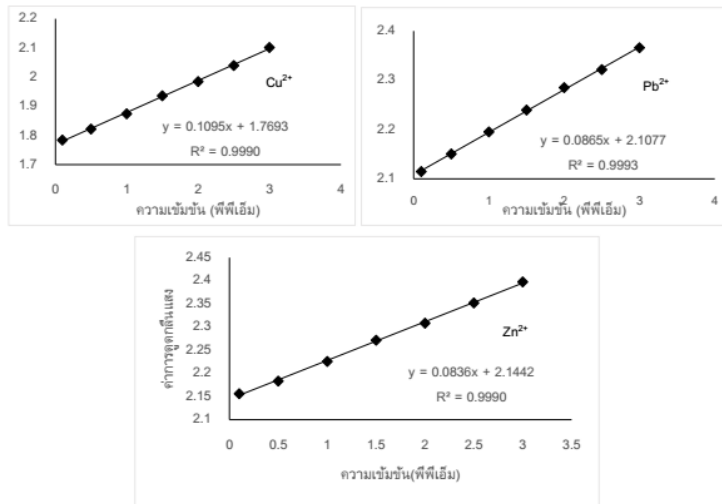 2.2
2.1
2
1.9
1.8
1.7
Cu2+
y = 0.1095x + 1.7693
R² = 0.9990
0 1 2 3 4
ความเข้มข้น (พีพีเอ็ม)
2.4
2.3
2.2
2.1
Pb2+
y = 0.0865x + 2.1077
R² = 0.9993
0 1 2 3 4
ความเข้มข้น (พีพีเอ็ม)
ค่าการดูดกลืนแสง
2.45
2.4
2.35
2.3
2.25
2.2
2.15
2.1
Zn2+
y = 0.0836x + 2.1442
R² = 0.9990
0 0.5 1 1.5 2 2.5 3 3.5
ความเข้มข้น(พีพีเอ็ม)